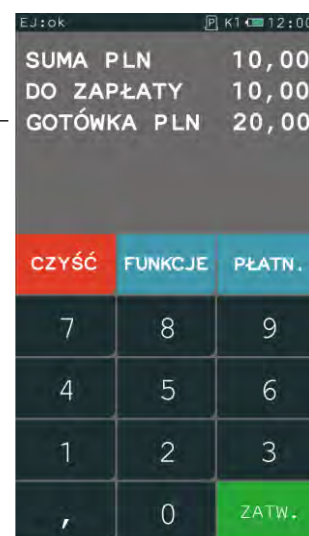 EJ:ok P K1 12:00
SUMA PLN 10,00
DO ZAPŁATY 10,00
GOTÓWKA PLN 20,00
CZYŚĆ FUNKCJE PŁATN.
7 8 9
4 5 6
1 2 3
, 0 ZATW.